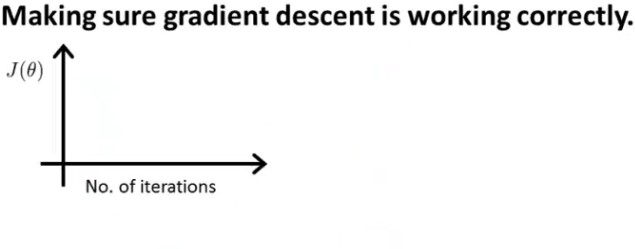 Making sure gradient descent is working correctly.
J(θ)
No. of iterations